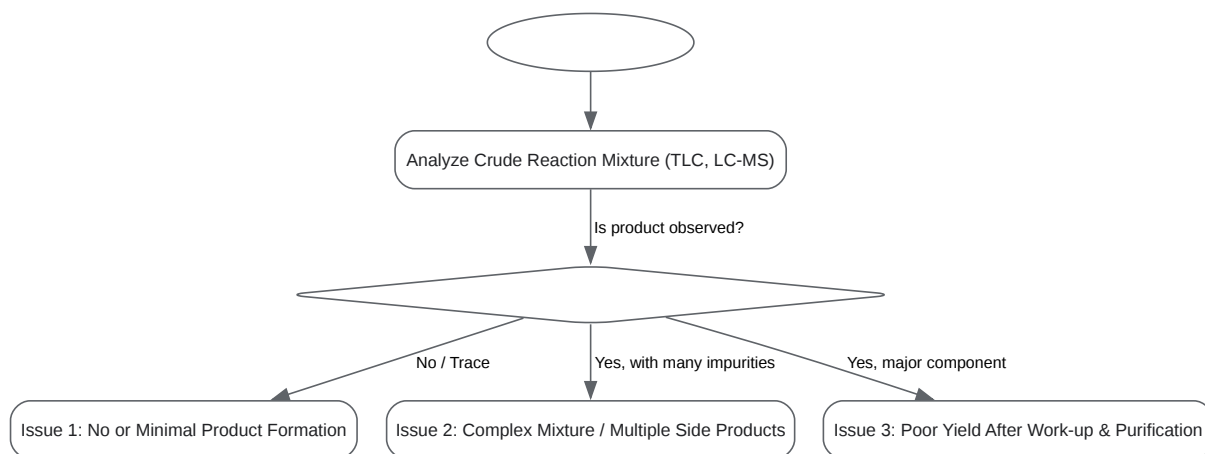 Analyze Crude Reaction Mixture (TLC, LC-MS)
Is product observed?
No / Trace
Yes, with many impurities
Yes, major component
Issue 1: No or Minimal Product Formation
Issue 2: Complex Mixture / Multiple Side Products
Issue 3: Poor Yield After Work-up & Purification